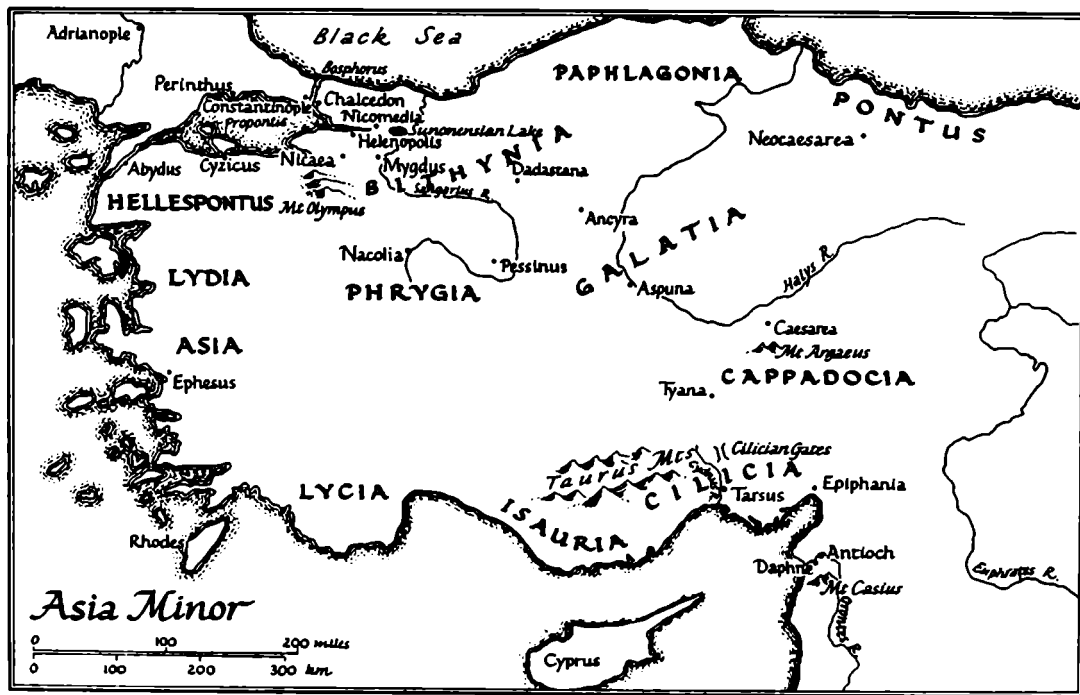 Adrianople
Black Sea
Bosphorus
PAPHLAGONIA
Perinthus
Constantinople
Chalcedon
PONTUS
Propontis
Nicomedia
Sunonensian Lake
Neocaesarea
Helenopolis
Abydus
Cyzicus
Nicaea
Mygdus
BITHYNIA
Dadastana
Sangarius R.
HELLESPONTUS
Mt Olympus
Ancyra
GALATIA
Nacolia
Pessinus
Halys R.
LYDIA
PHRYGIA
Aspuna
ASIA
Caesarea
Mt Argaeus
Ephesus
Tyana
CAPPADOCIA
Taurus Mts
Cilician Gates
CILICIA
LYCIA
Tarsus
Epiphania
ISAURIA
Rhodes
Daphne
Antioch
Euphrates R.
Mt Casius
Orontes R.
Asia Minor
0 100 200 miles
0 100 200 300 km
Cyprus